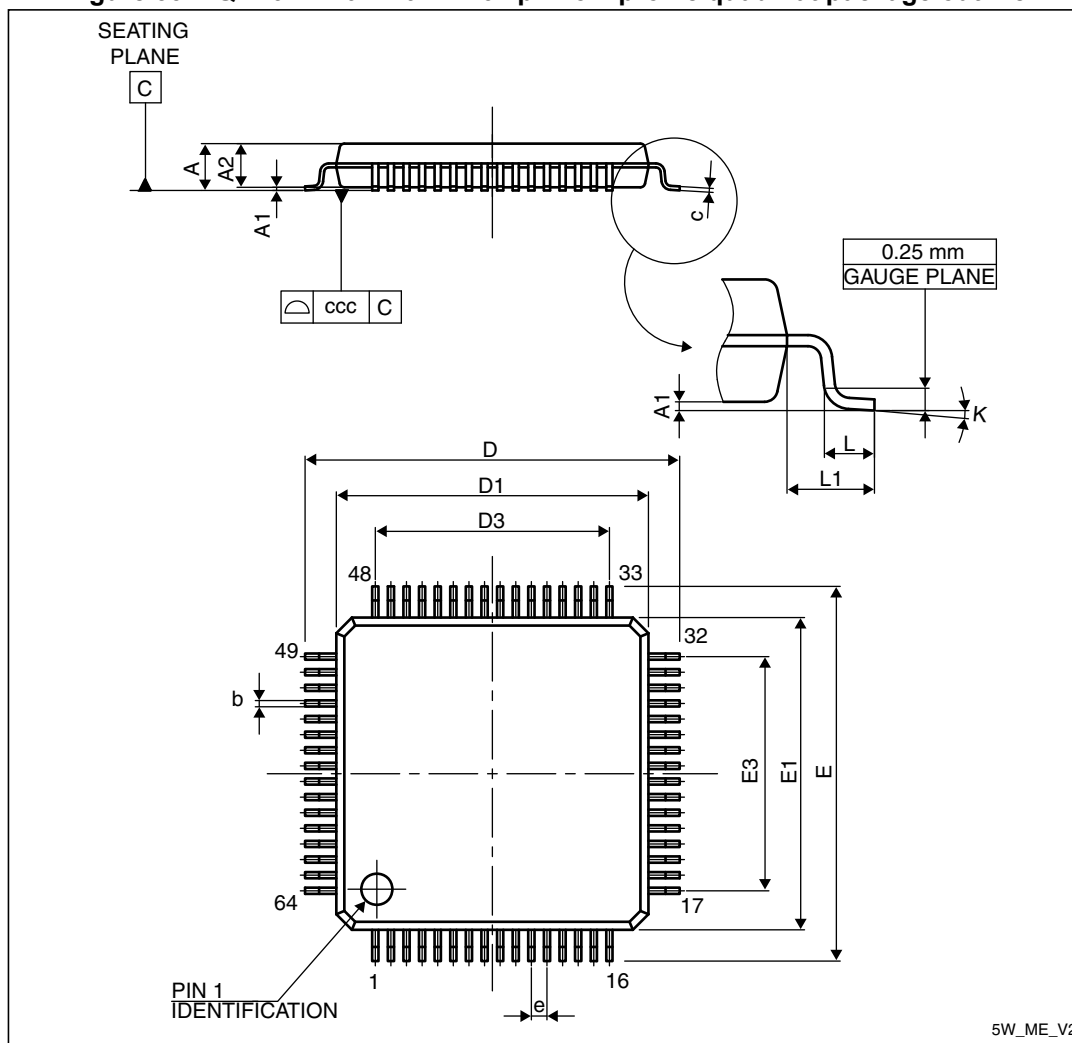 SEATING
PLANE
C
A
A2
A1
c
ccc C
0.25 mm
GAUGE PLANE
A1
K
L
L1
D
D1
D3
48
33
49
32
b
E3
E1
E
64
17
1
16
PIN 1
IDENTIFICATION
e
5W_ME_V2